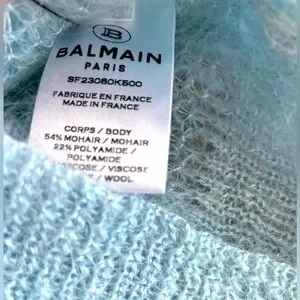 B
BALMAIN
PARIS
SF23080K500
FABRIQUE EN FRANCE
MADE IN FRANCE
CORPS / BODY
54% MOHAIR / MOHAIR
22% POLYAMIDE /
POLYAMIDE
VISCOSE / VISCOSE
/ WOOL